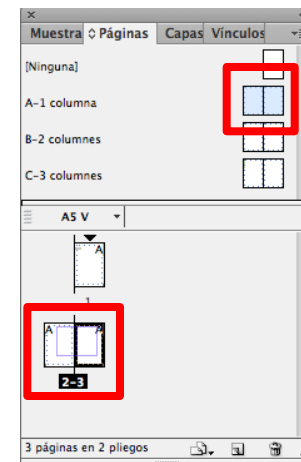 Muestra Páginas Capas Vínculos
[Ninguna]
A-1 columna
B-2 columnes
C-3 columnes
A5 V
A
1
A A
2-3
3 páginas en 2 pliegos